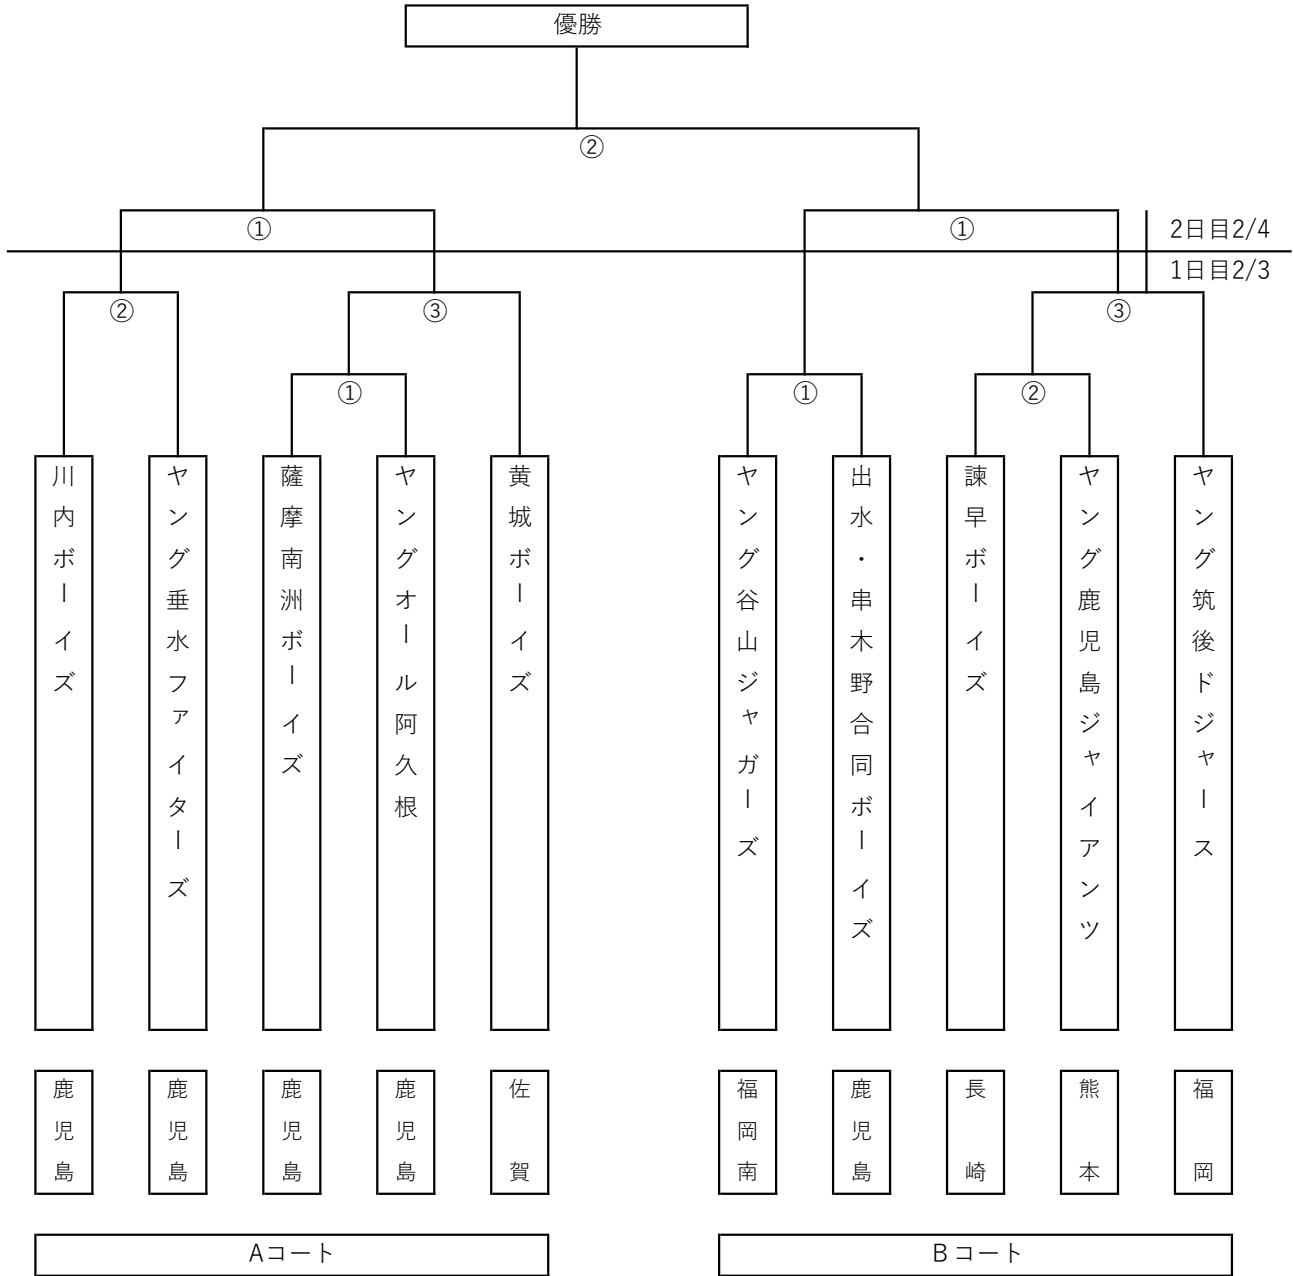 優勝
②
① ①
2日目2/4
1日目2/3
② ③ ③
① ① ②
川内ボーイズ
ヤング垂水ファイターズ
薩摩南洲ボーイズ
ヤングオール阿久根
黄城ボーイズ
ヤング谷山ジャガーズ
出水・串木野合同ボーイズ
諫早ボーイズ
ヤング鹿児島ジャイアンツ
ヤング筑後ドジャース
鹿児島
鹿児島
鹿児島
鹿児島
佐賀
福岡南
鹿児島
長崎
熊本
福岡
Aコート
Bコート